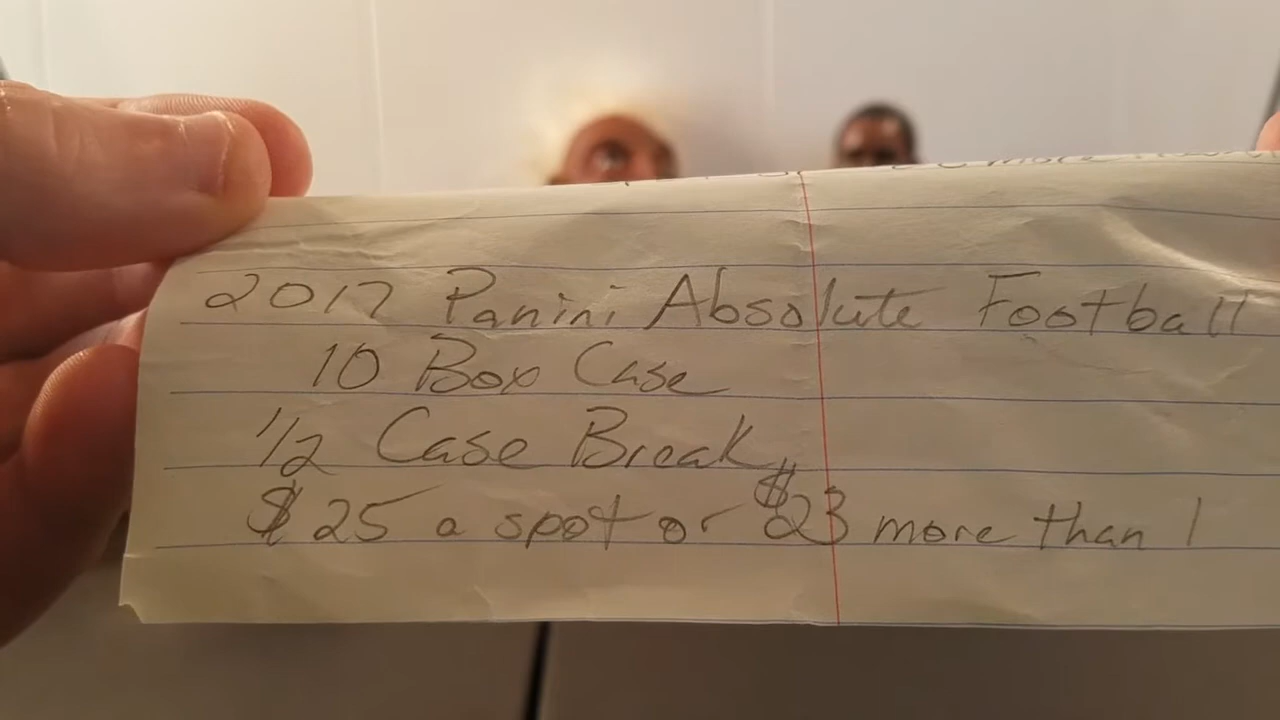 2017 Panini Absolute Football
10 Box Case
1/2 Case Break
$25 a spot or $23 more than 1